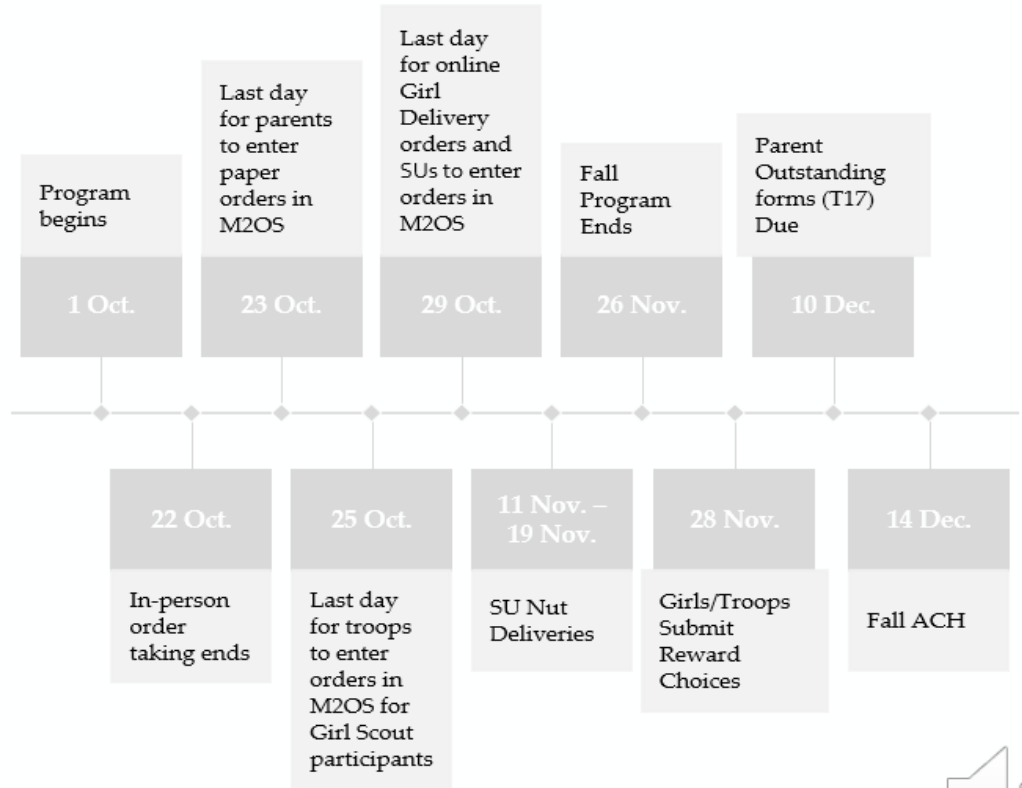 Program
begins
1 Oct.
In-person
order
taking ends
22 Oct.
Last day
for parents
to enter
paper
orders in
M2OS
23 Oct.
25 Oct.
Last day
for troops
to enter
orders in
M2OS for
Girl Scout
participants
Last day
for online
Girl
Delivery
orders and
SUs to enter
orders in
M2OS
29 Oct.
11 Nov. –
19 Nov.
SU Nut
Deliveries
Fall
Program
Ends
26 Nov.
28 Nov.
Girls/Troops
Submit
Reward
Choices
Parent
Outstanding
forms (T17)
Due
10 Dec.
14 Dec.
Fall ACH